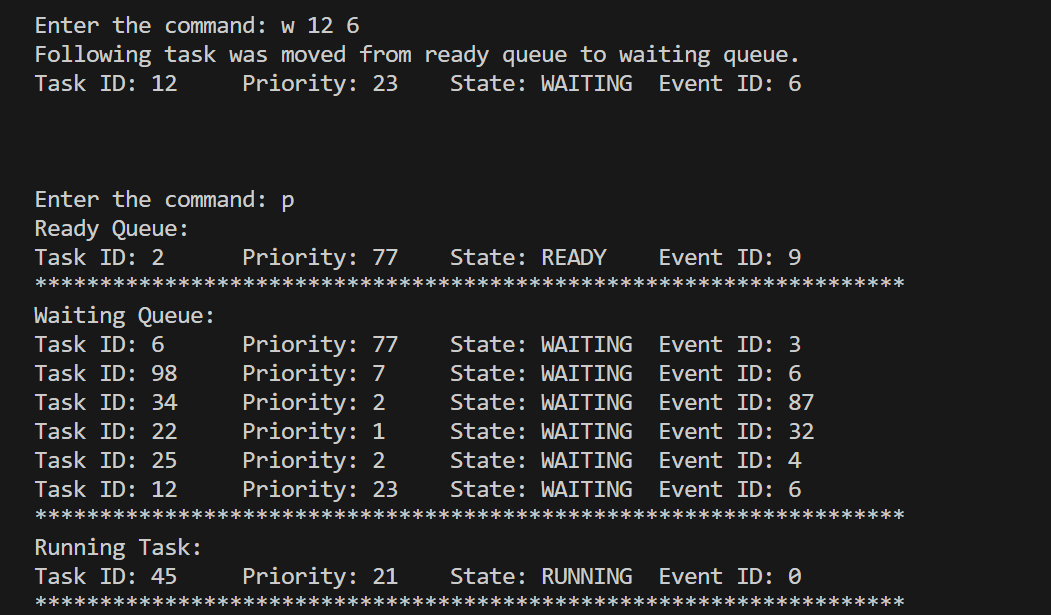 Enter the command: w 12 6
Following task was moved from ready queue to waiting queue.
Task ID: 12     Priority: 23    State: WAITING  Event ID: 6
Enter the command: p
Ready Queue:
Task ID: 2      Priority: 77    State: READY    Event ID: 9
*******************************************************************
Waiting Queue:
Task ID: 6      Priority: 77    State: WAITING  Event ID: 3
Task ID: 98     Priority: 7     State: WAITING  Event ID: 6
Task ID: 34     Priority: 2     State: WAITING  Event ID: 87
Task ID: 22     Priority: 1     State: WAITING  Event ID: 32
Task ID: 25     Priority: 2     State: WAITING  Event ID: 4
Task ID: 12     Priority: 23    State: WAITING  Event ID: 6
*******************************************************************
Running Task:
Task ID: 45     Priority: 21    State: RUNNING  Event ID: 0
*******************************************************************